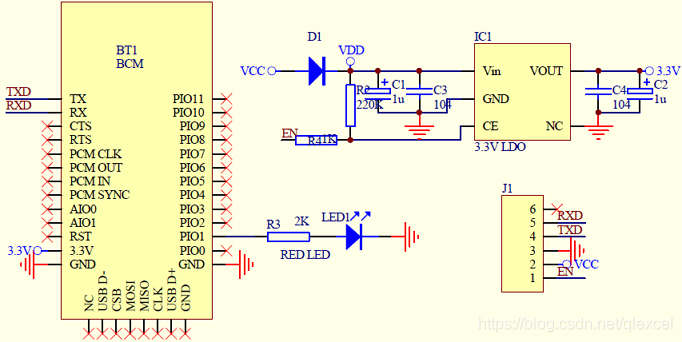 BT1
BCM
TXD
RXD
TX
RX
CTS
RTS
PCM CLK
PCM OUT
PCM IN
PCM SYNC
AIO0
AIO1
RST
3.3V
3.3V
GND
PIO11
PIO10
PIO9
PIO8
PIO7
PIO6
PIO5
PIO4
PIO3
PIO2
PIO1
PIO0
GND
NC
USB D-
CSB
MOSI
MISO
CLK
USB D+
GND
R3
2K
RED LED
LED1
D1
VCC
VDD
R2
220K
C1
1u
C3
104
EN
R4
1K
IC1
Vin
VOUT
GND
CE
NC
3.3V LDO
3.3V
C4
104
C2
1u
J1
6
5
4
3
2
1
RXD
TXD
VCC
EN
https://blog.csdn.net/qlexcel